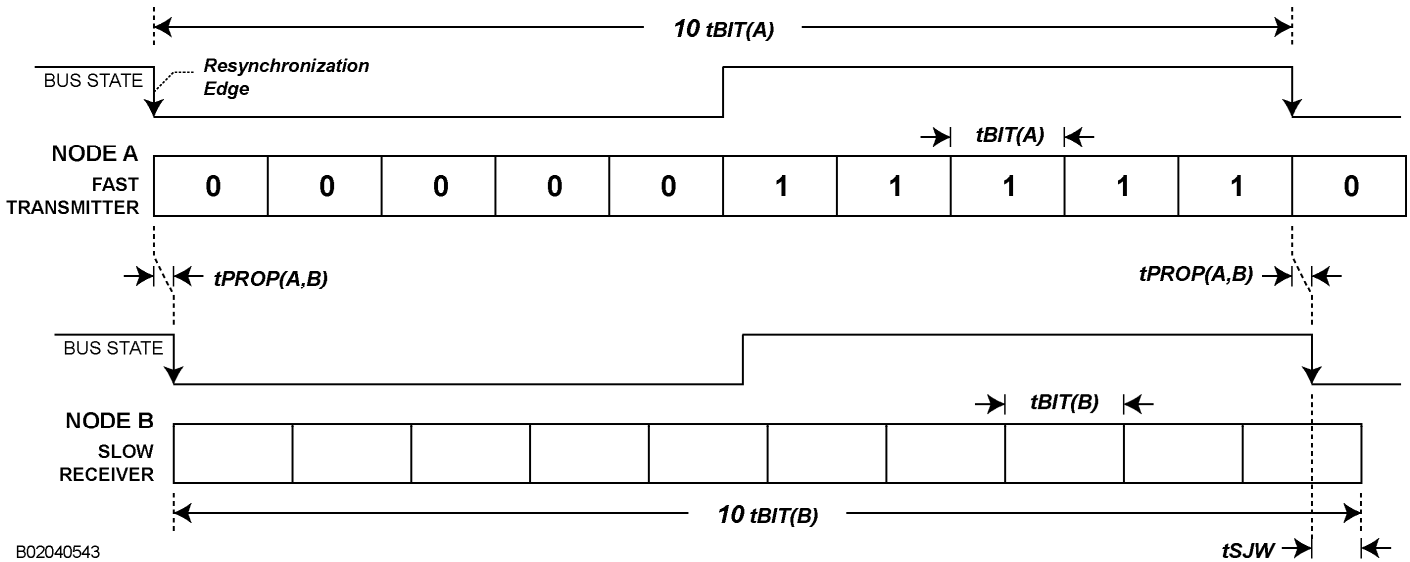 10 tBIT(A)
BUS STATE
Resynchronization
Edge
tBIT(A)
NODE A
FAST
TRANSMITTER
0 0 0 0 0 1 1 1 1 1 0
tPROP(A,B) tPROP(A,B)
BUS STATE
tBIT(B)
NODE B
SLOW
RECEIVER
10 tBIT(B)
B02040543
tSJW